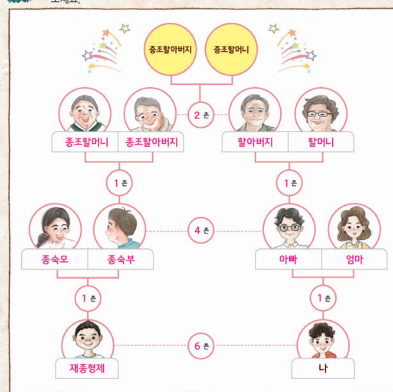 증조할아버지 증조할머니
2 촌
종조할머니 종조할아버지 할아버지 할머니
1 촌 1 촌
4 촌
종숙모 종숙부 아빠 엄마
1 촌 1 촌
6 촌
재종형제 나